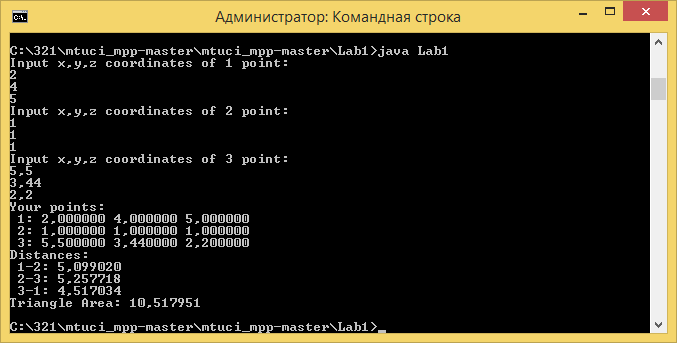 Администратор: Командная строка
C:\321\mtuci_mpp-master\mtuci_mpp-master\Lab1>java Lab1
Input x,y,z coordinates of 1 point:
2
4
5
Input x,y,z coordinates of 2 point:
1
1
1
Input x,y,z coordinates of 3 point:
5,5
3,44
2,2
Your points:
1: 2,000000 4,000000 5,000000
2: 1,000000 1,000000 1,000000
3: 5,500000 3,440000 2,200000
Distances:
1-2: 5,099020
2-3: 5,257718
3-1: 4,517034
Triangle Area: 10,517951
C:\321\mtuci_mpp-master\mtuci_mpp-master\Lab1>_